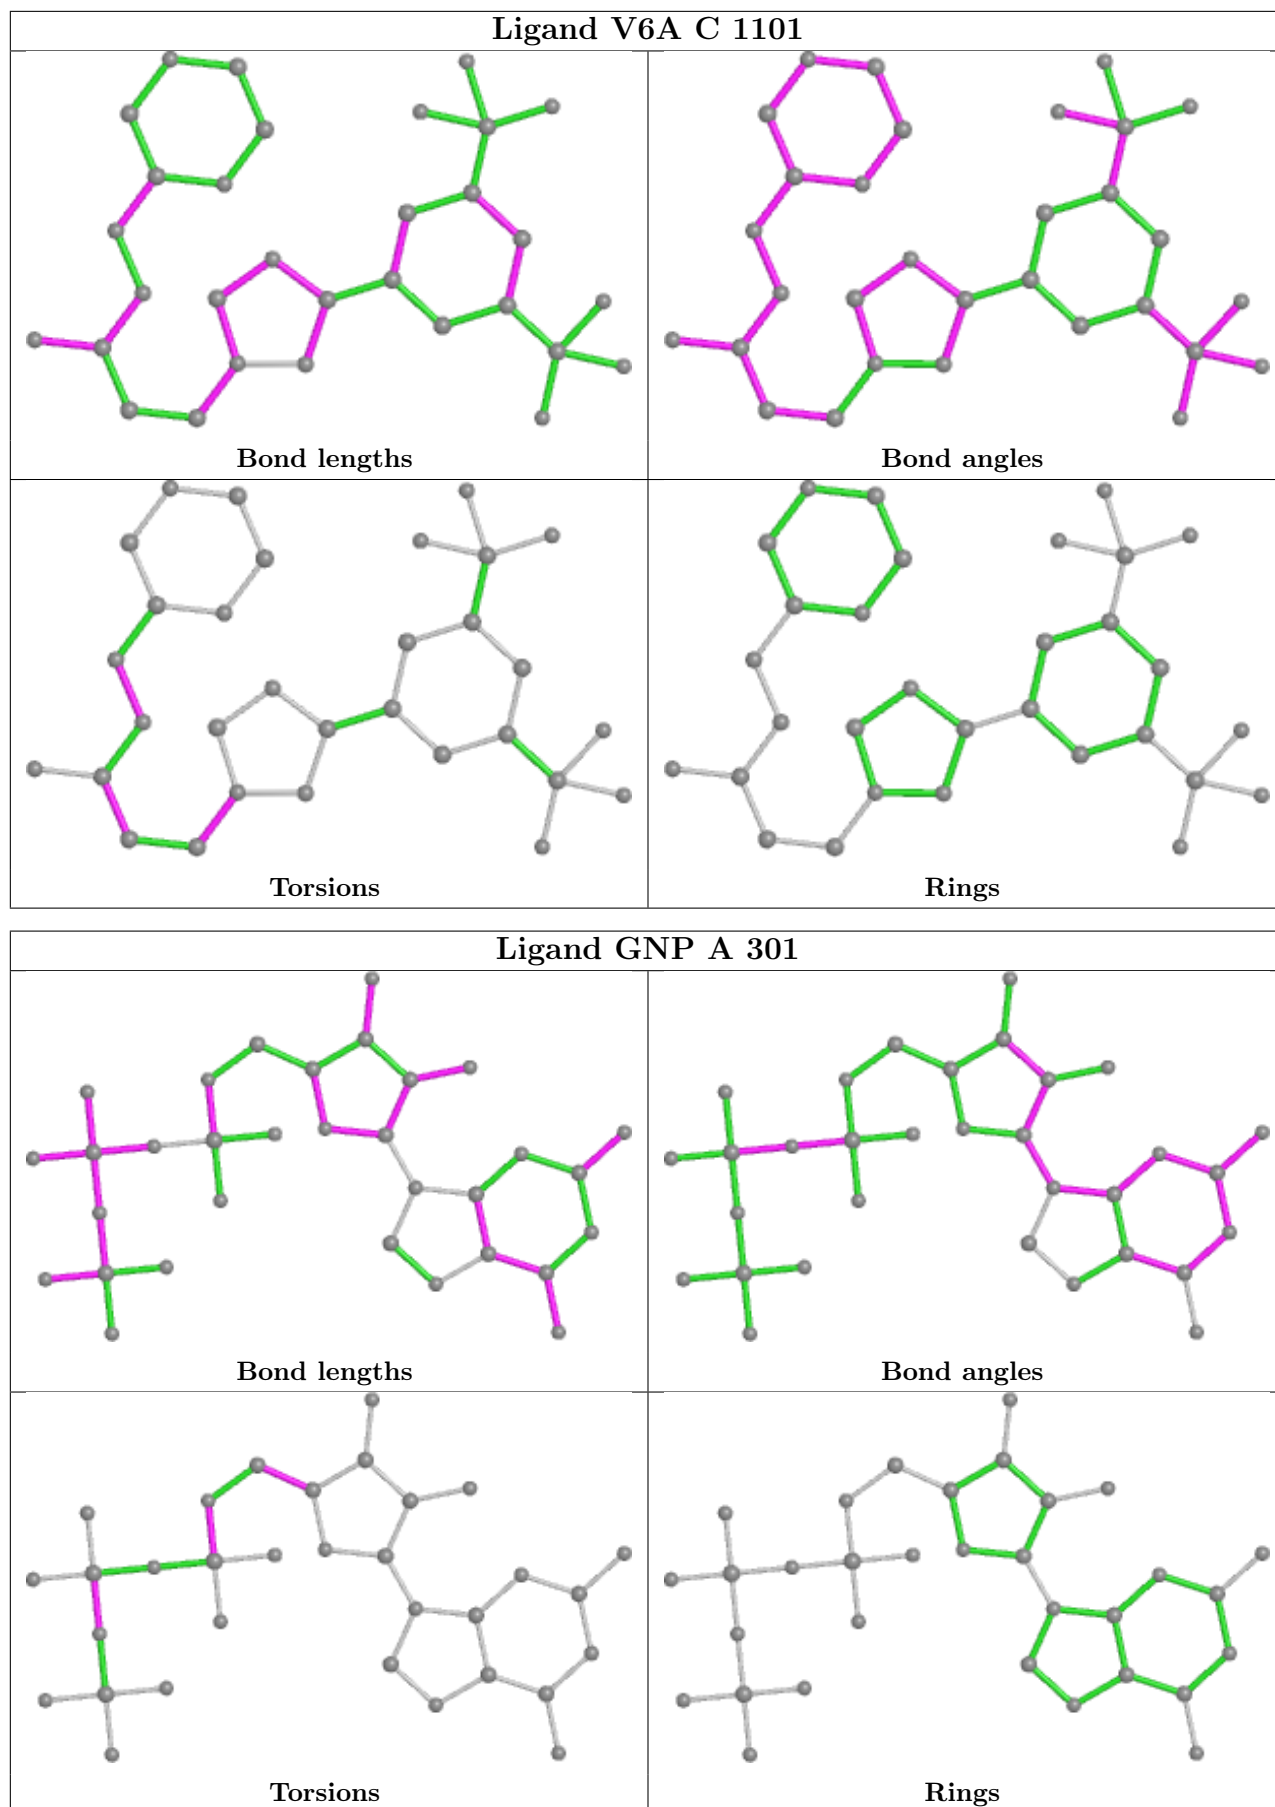 Ligand V6A C 1101
Bond lengths
Bond angles
Torsions
Rings
Ligand GNP A 301
Bond lengths
Bond angles
Torsions
Rings